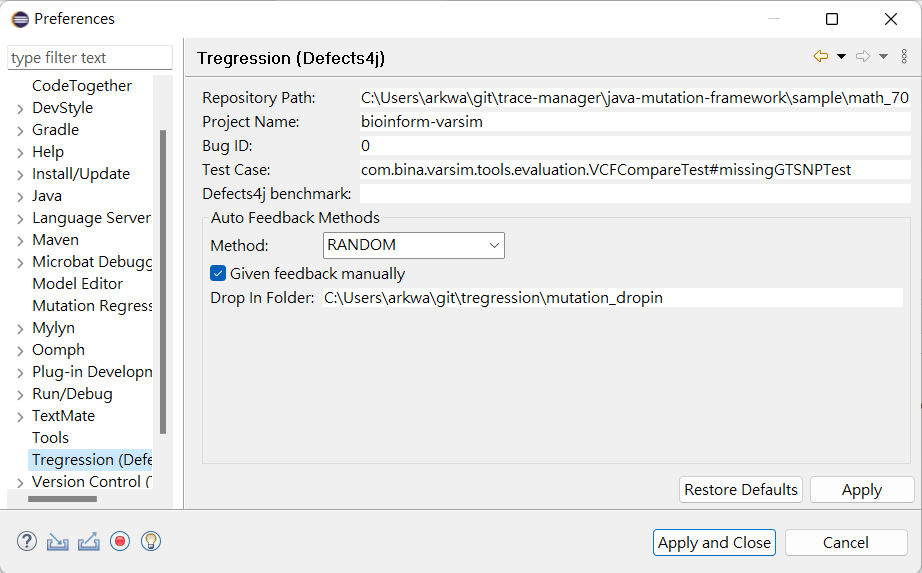 Preferences
type filter text
CodeTogether
DevStyle
Gradle
Help
Install/Update
Java
Language Server
Maven
Microbat Debugg
Model Editor
Mutation Regress
Mylyn
Oomph
Plug-in Developn
Run/Debug
TextMate
Tools
Tregression (Defe
Version Control (
Tregression (Defects4j)
Repository Path: C:\Users\arkwa\git\trace-manager\java-mutation-framework\sample\math_70
Project Name: bioinform-varsim
Bug ID: 0
Test Case: com.bina.varsim.tools.evaluation.VCFCompareTest#missingGTSNPTest
Defects4j benchmark:
Auto Feedback Methods
Method: RANDOM
Given feedback manually
Drop In Folder: C:\Users\arkwa\git\tregression\mutation_dropin
Restore Defaults Apply
Apply and Close Cancel